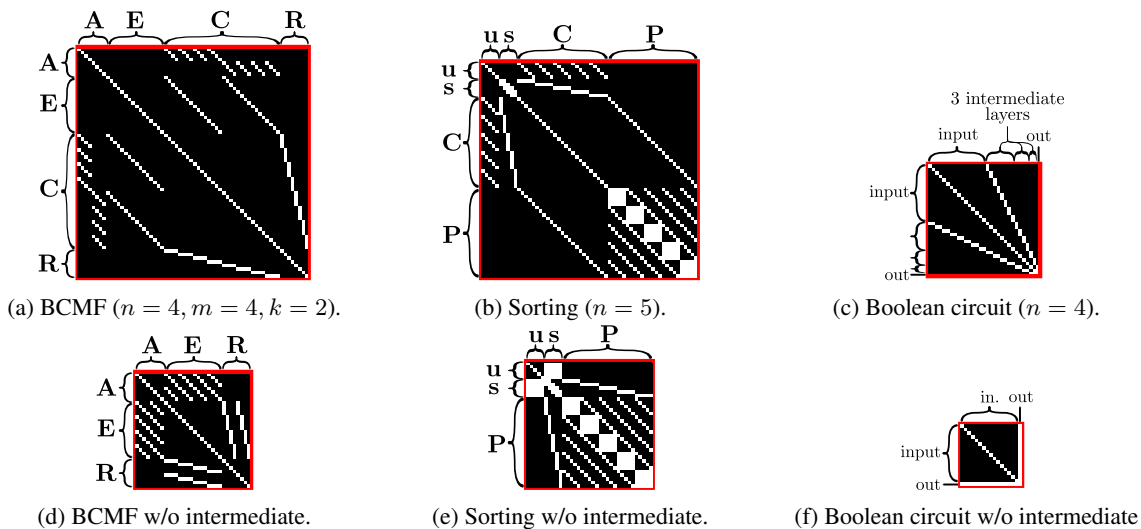 A E C R
A
E
C
R
(a) BCMF (n = 4, m = 4, k = 2).
u s C P
u
s
C
P
(b) Sorting (n = 5).
3 intermediate
layers
input out
input
out
(c) Boolean circuit (n = 4).
A E R
A
E
R
(d) BCMF w/o intermediate.
u s P
u
s
P
(e) Sorting w/o intermediate.
in. out
input
out
(f) Boolean circuit w/o intermediate